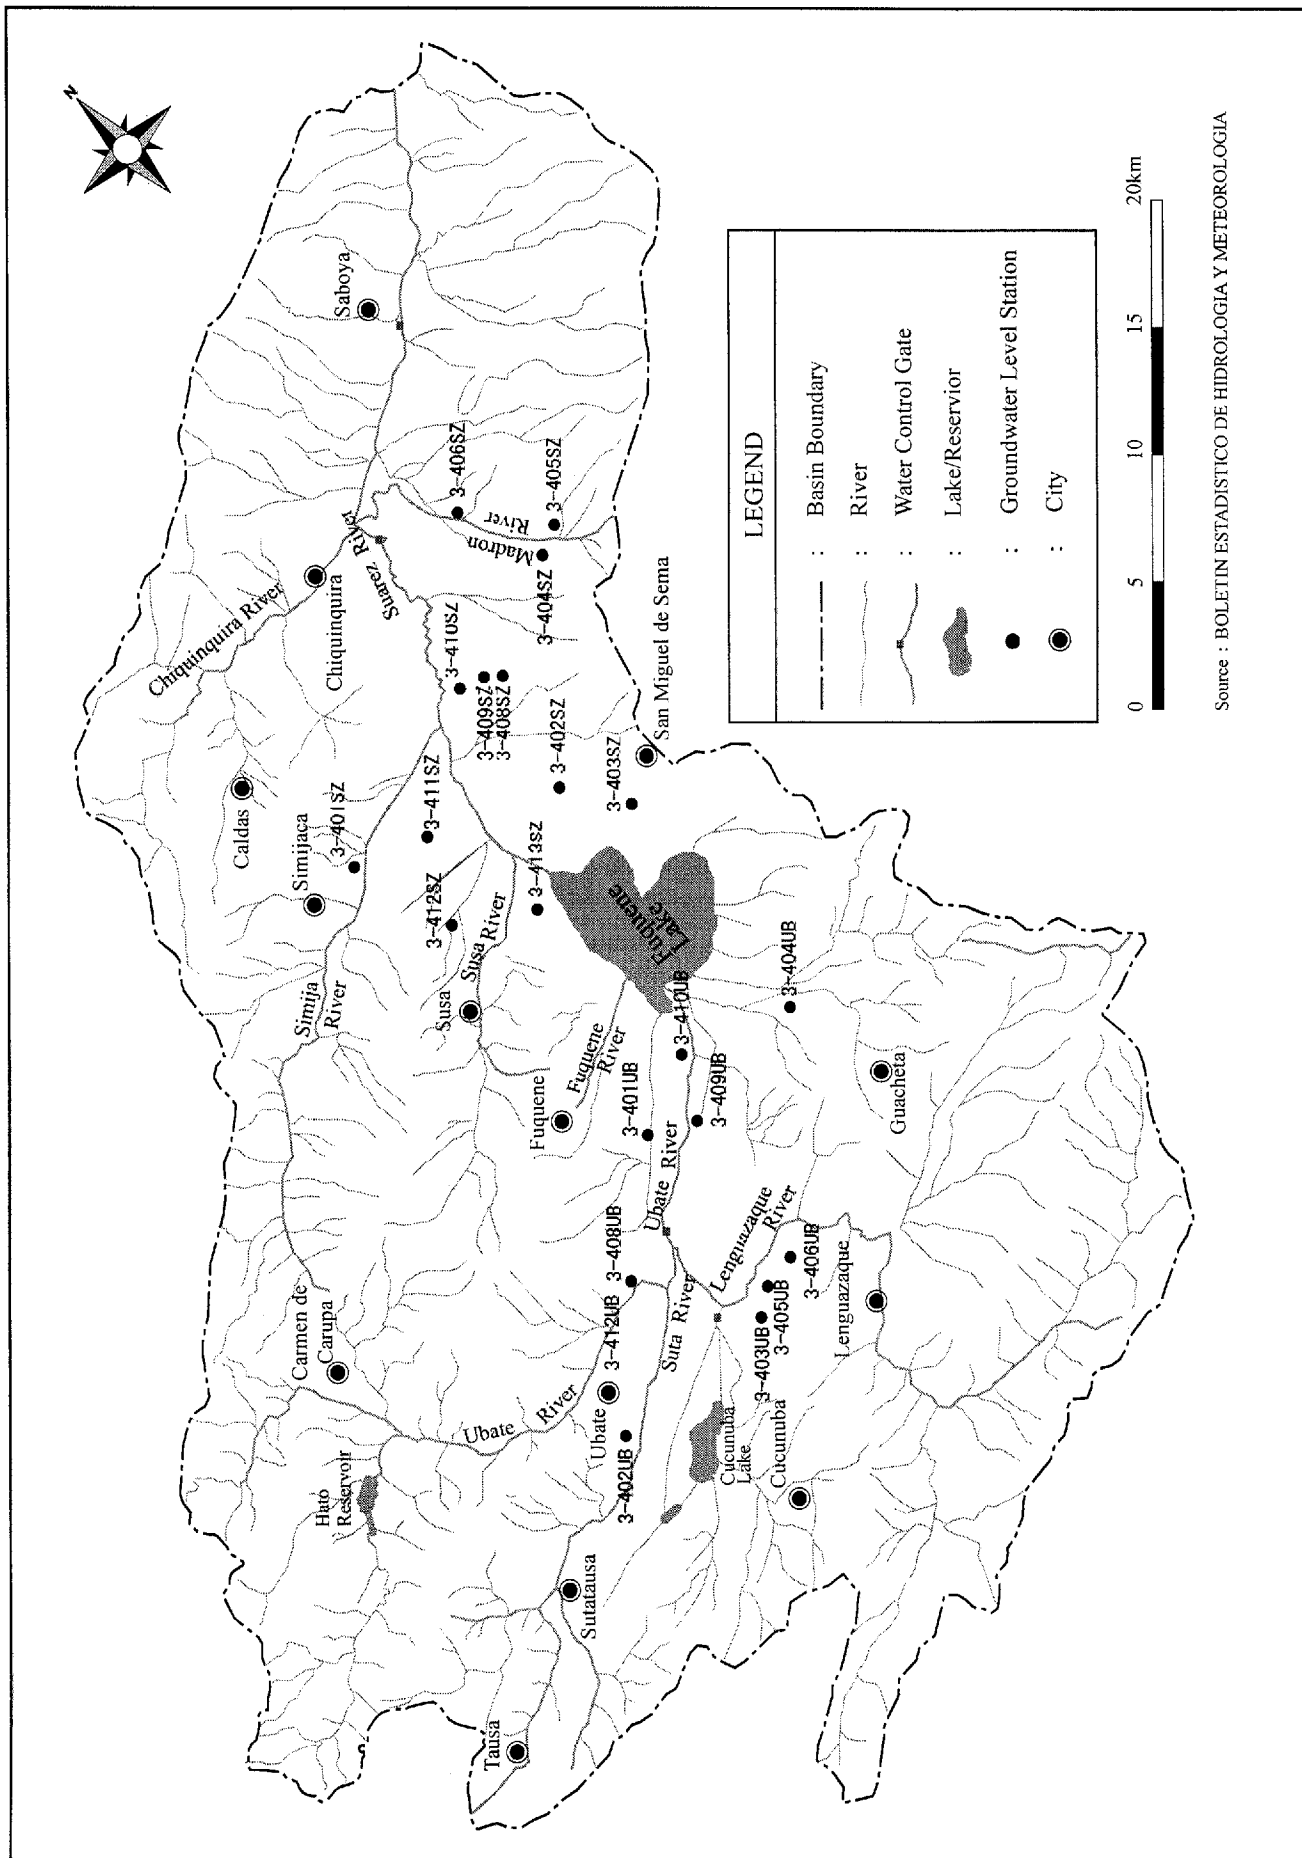 N
Saboya
Chiquinquira River
Chiquinquira
Suarez River
3-406SZ
3-405SZ
Madron
River
3-404SZ
3-410SZ
3-409SZ
3-408SZ
3-402SZ
3-403SZ
San Miguel de Sema
Caldas
Simijaca
3-401SZ
3-411SZ
3-412SZ
3-413SZ
Simija
River
Susa
Susa River
Fuquene
Lake
Fuquene
Fuquene
River
3-401UB
3-410UB
3-409UB
3-404UB
Guacheta
Ubate River
Lenguazaque
River
3-408UB
3-412UB
Suta River
3-406UB
3-405UB
3-403UB
Lenguazaque
Carmen de
Carupa
Ubate River
Ubate
3-402UB
Hato
Reservoir
Cucunuba
Lake
Cucunuba
Sutatausa
Tausa
LEGEND
: Basin Boundary
: River
: Water Control Gate
: Lake/Reservior
: Groundwater Level Station
: City
0 5 10 15 20km
Source : BOLETIN ESTADISTICO DE HIDROLOGIA Y METEOROLOGIA